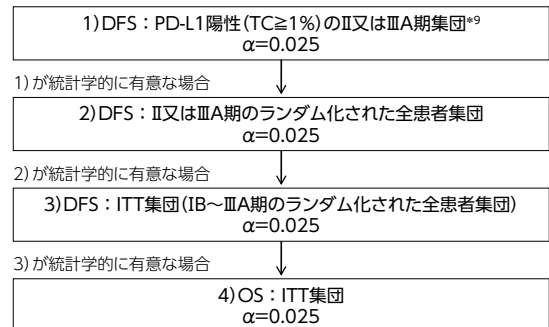 1)DFS：PD-L1陽性(TC≧1%)のⅡ又はⅢA期集団*9
α=0.025
1)が統計学的に有意な場合
2)DFS：Ⅱ又はⅢA期のランダム化された全患者集団
α=0.025
2)が統計学的に有意な場合
3)DFS：ITT集団(IB～ⅢA期のランダム化された全患者集団)
α=0.025
3)が統計学的に有意な場合
4)OS：ITT集団
α=0.025